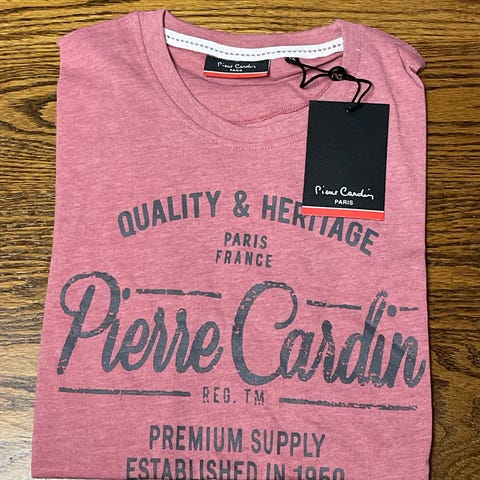 Pierre Cardin
PARIS
Pierre Cardin
PARIS
QUALITY & HERITAGE
PARIS
FRANCE
Pierre Cardin
REG. TM
PREMIUM SUPPLY
ESTABLISHED IN 1950